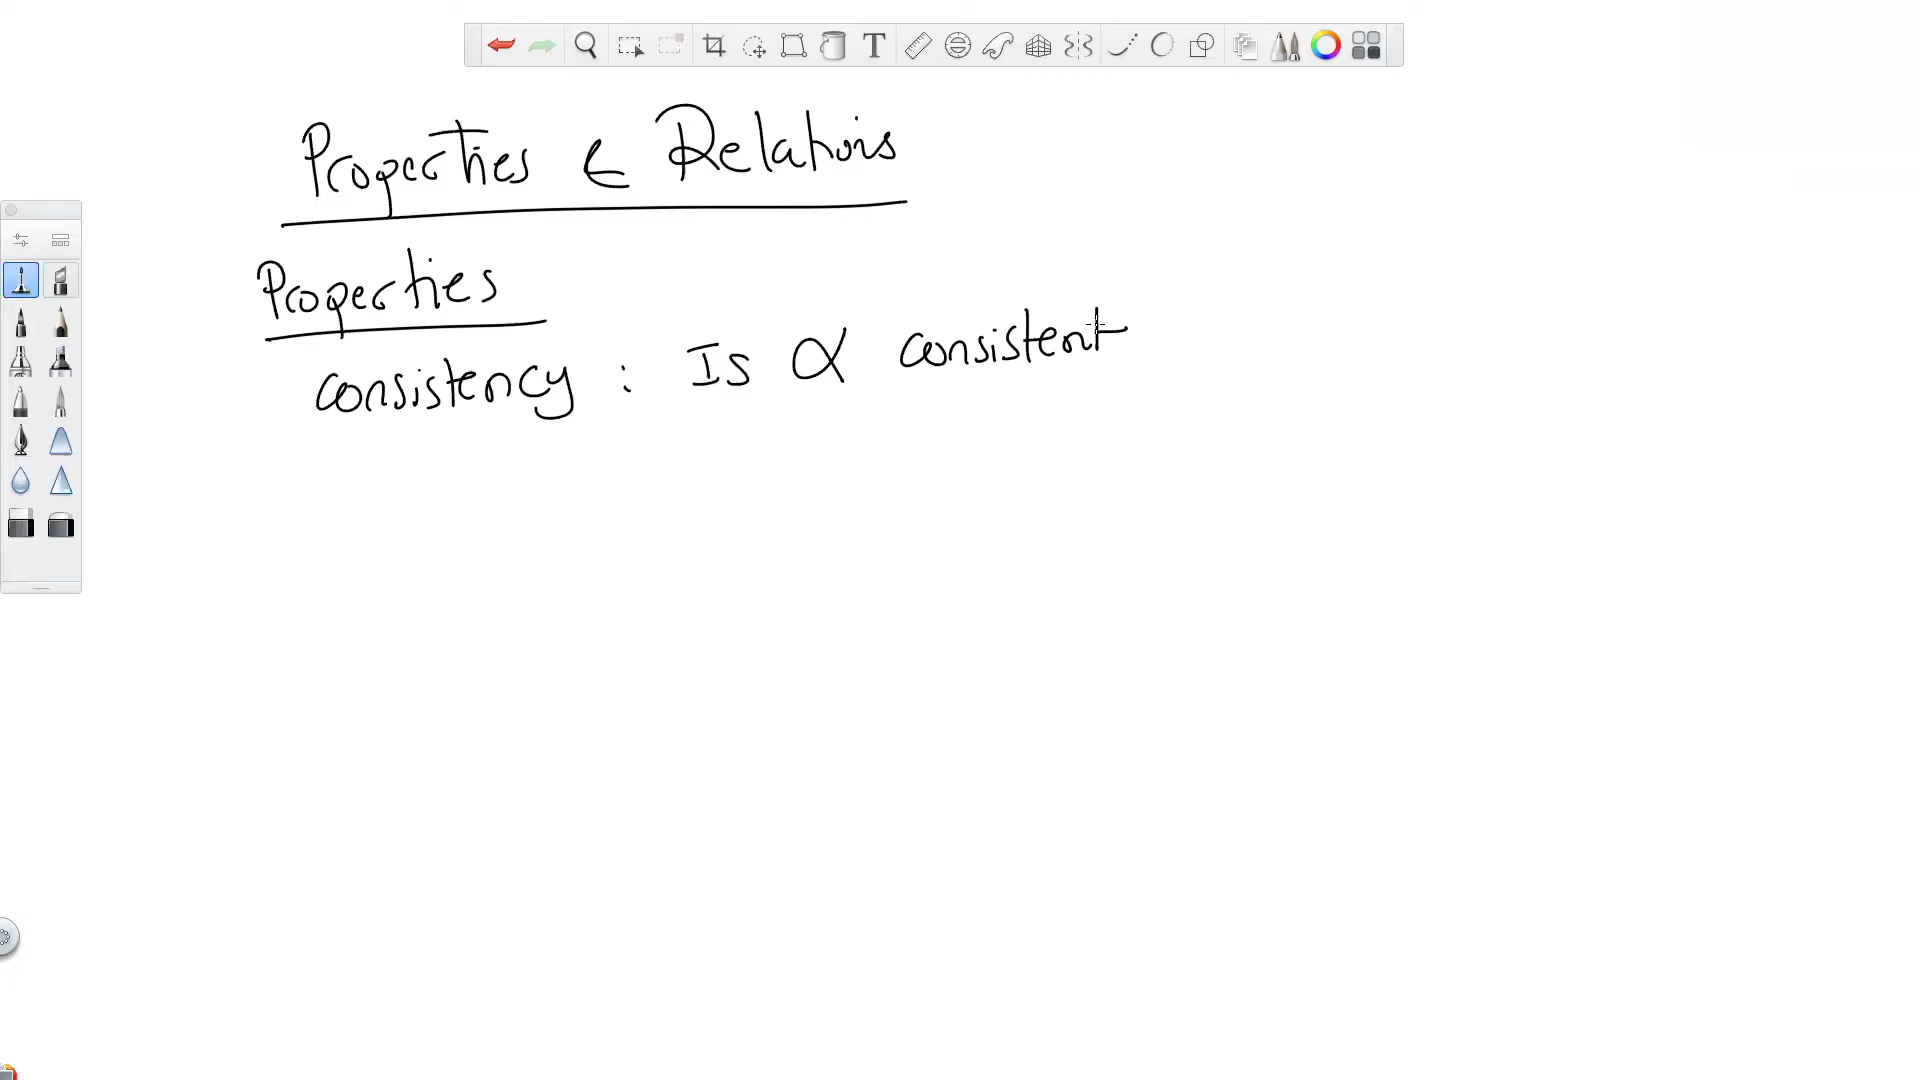 Properties & Relations
Properties
consistency : Is α consistent